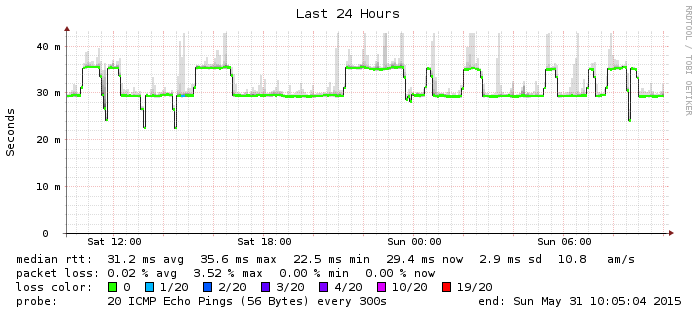 Last 24 Hours
RRDTOOL / TOBI OETIKER
Seconds
40 m
30 m
20 m
10 m
0
Sat 12:00 Sat 18:00 Sun 00:00 Sun 06:00
median rtt: 31.2 ms avg 35.6 ms max 22.5 ms min 29.4 ms now 2.9 ms sd 10.8 am/s
packet loss: 0.02 % avg 3.52 % max 0.00 % min 0.00 % now
loss color: 0 1/20 2/20 3/20 4/20 10/20 19/20
probe: 20 ICMP Echo Pings (56 Bytes) every 300s end: Sun May 31 10:05:04 2015